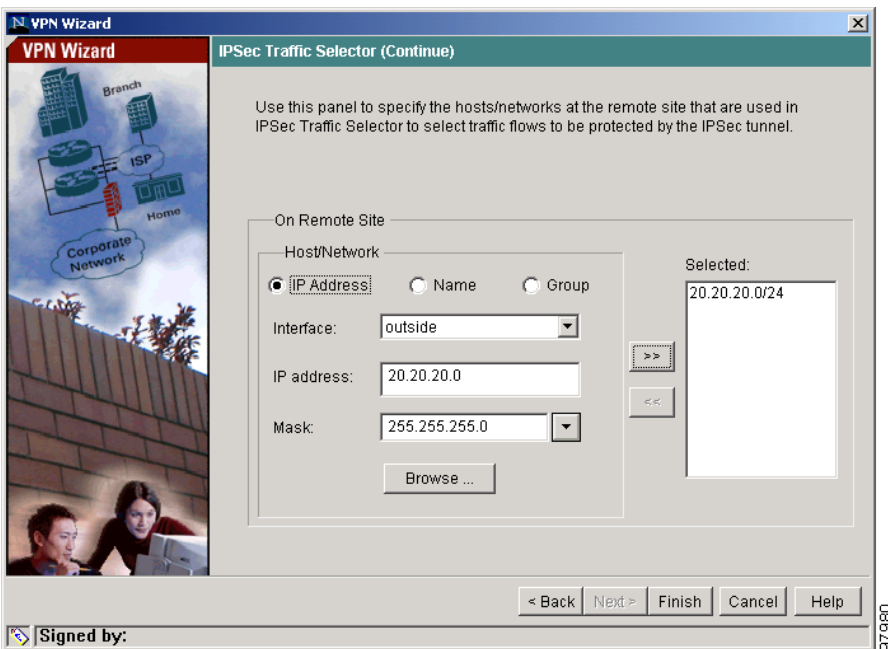 VPN Wizard
VPN Wizard
IPSec Traffic Selector (Continue)
Branch
ISP
Home
Corporate
Network
Use this panel to specify the hosts/networks at the remote site that are used in
IPSec Traffic Selector to select traffic flows to be protected by the IPSec tunnel.
On Remote Site
Host/Network
IP Address Name Group
Interface: outside
IP address: 20.20.20.0
Mask: 255.255.255.0
Browse ...
>>
<<
Selected:
20.20.20.0/24
< Back Next > Finish Cancel Help
Signed by:
97980